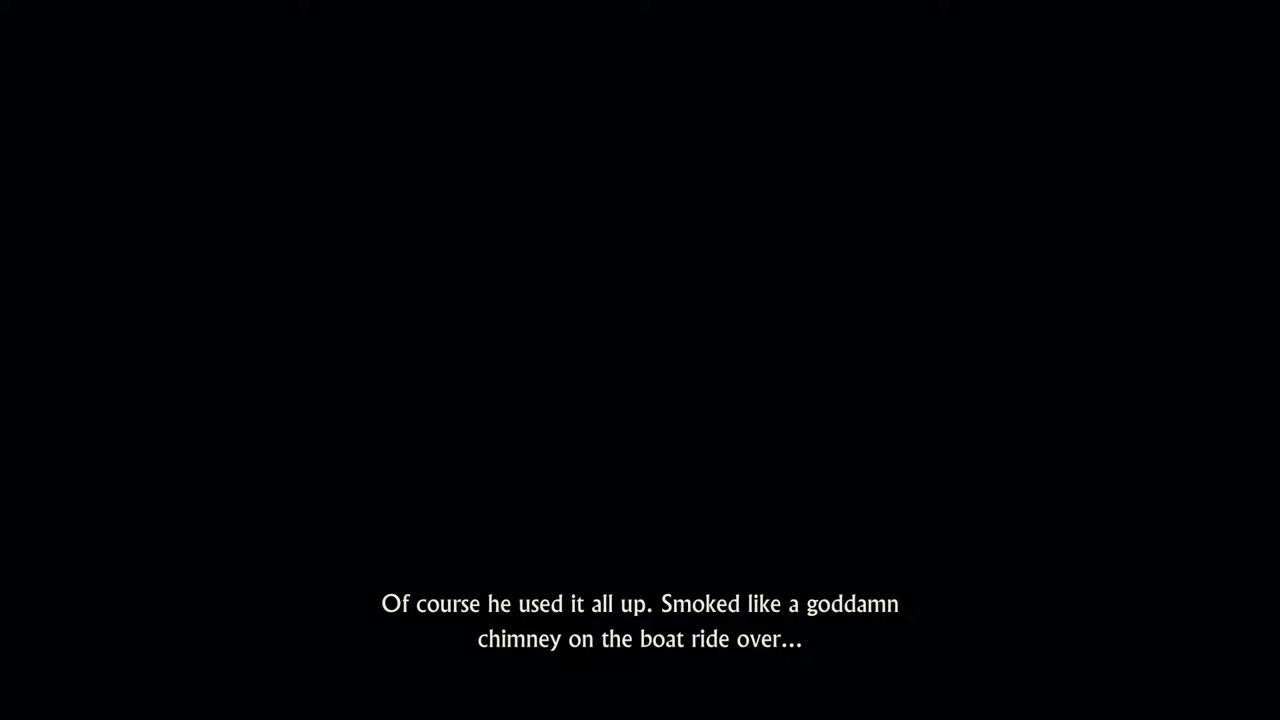 Of course he used it all up. Smoked like a goddamn
chimney on the boat ride over...